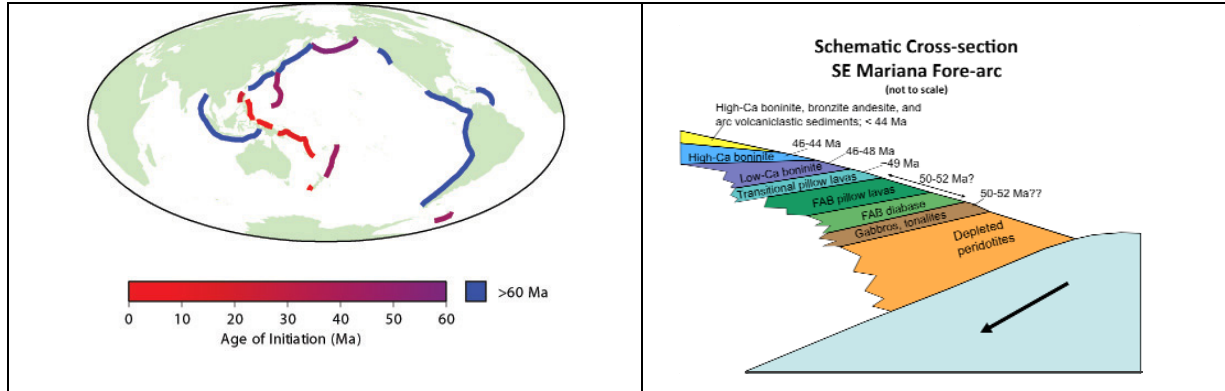 0
10
20
30
40
50
60
>60 Ma
Age of Initiation (Ma)
Schematic Cross-section
SE Mariana Fore-arc
(not to scale)
High-Ca boninite, bronzite andesite, and
arc volcaniclastic sediments; < 44 Ma
46-44 Ma
High-Ca boninite
46-48 Ma
Low-Ca boninite
~49 Ma
Transitional pillow lavas
50-52 Ma?
FAB pillow lavas
50-52 Ma??
FAB diabase
Gabbros, tonalites
Depleted
peridotites